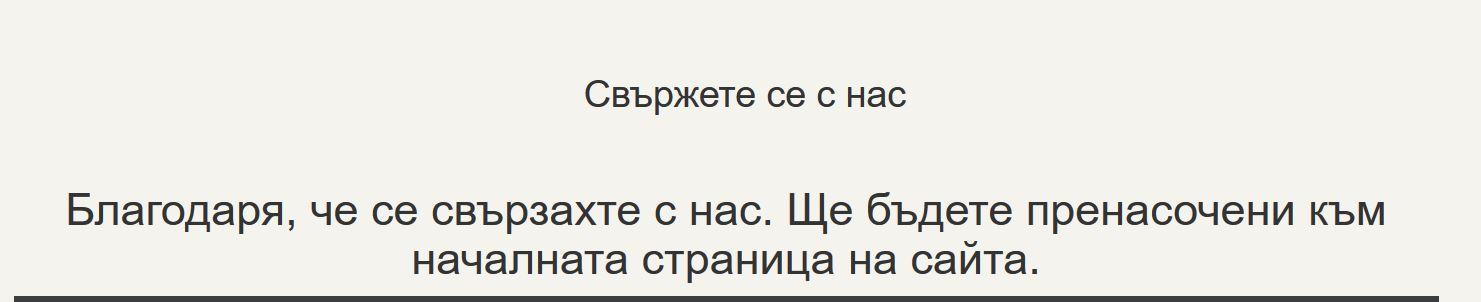 Свържете се с нас
Благодаря, че се свързахте с нас. Ще бъдете пренасочени към
началната страница на сайта.